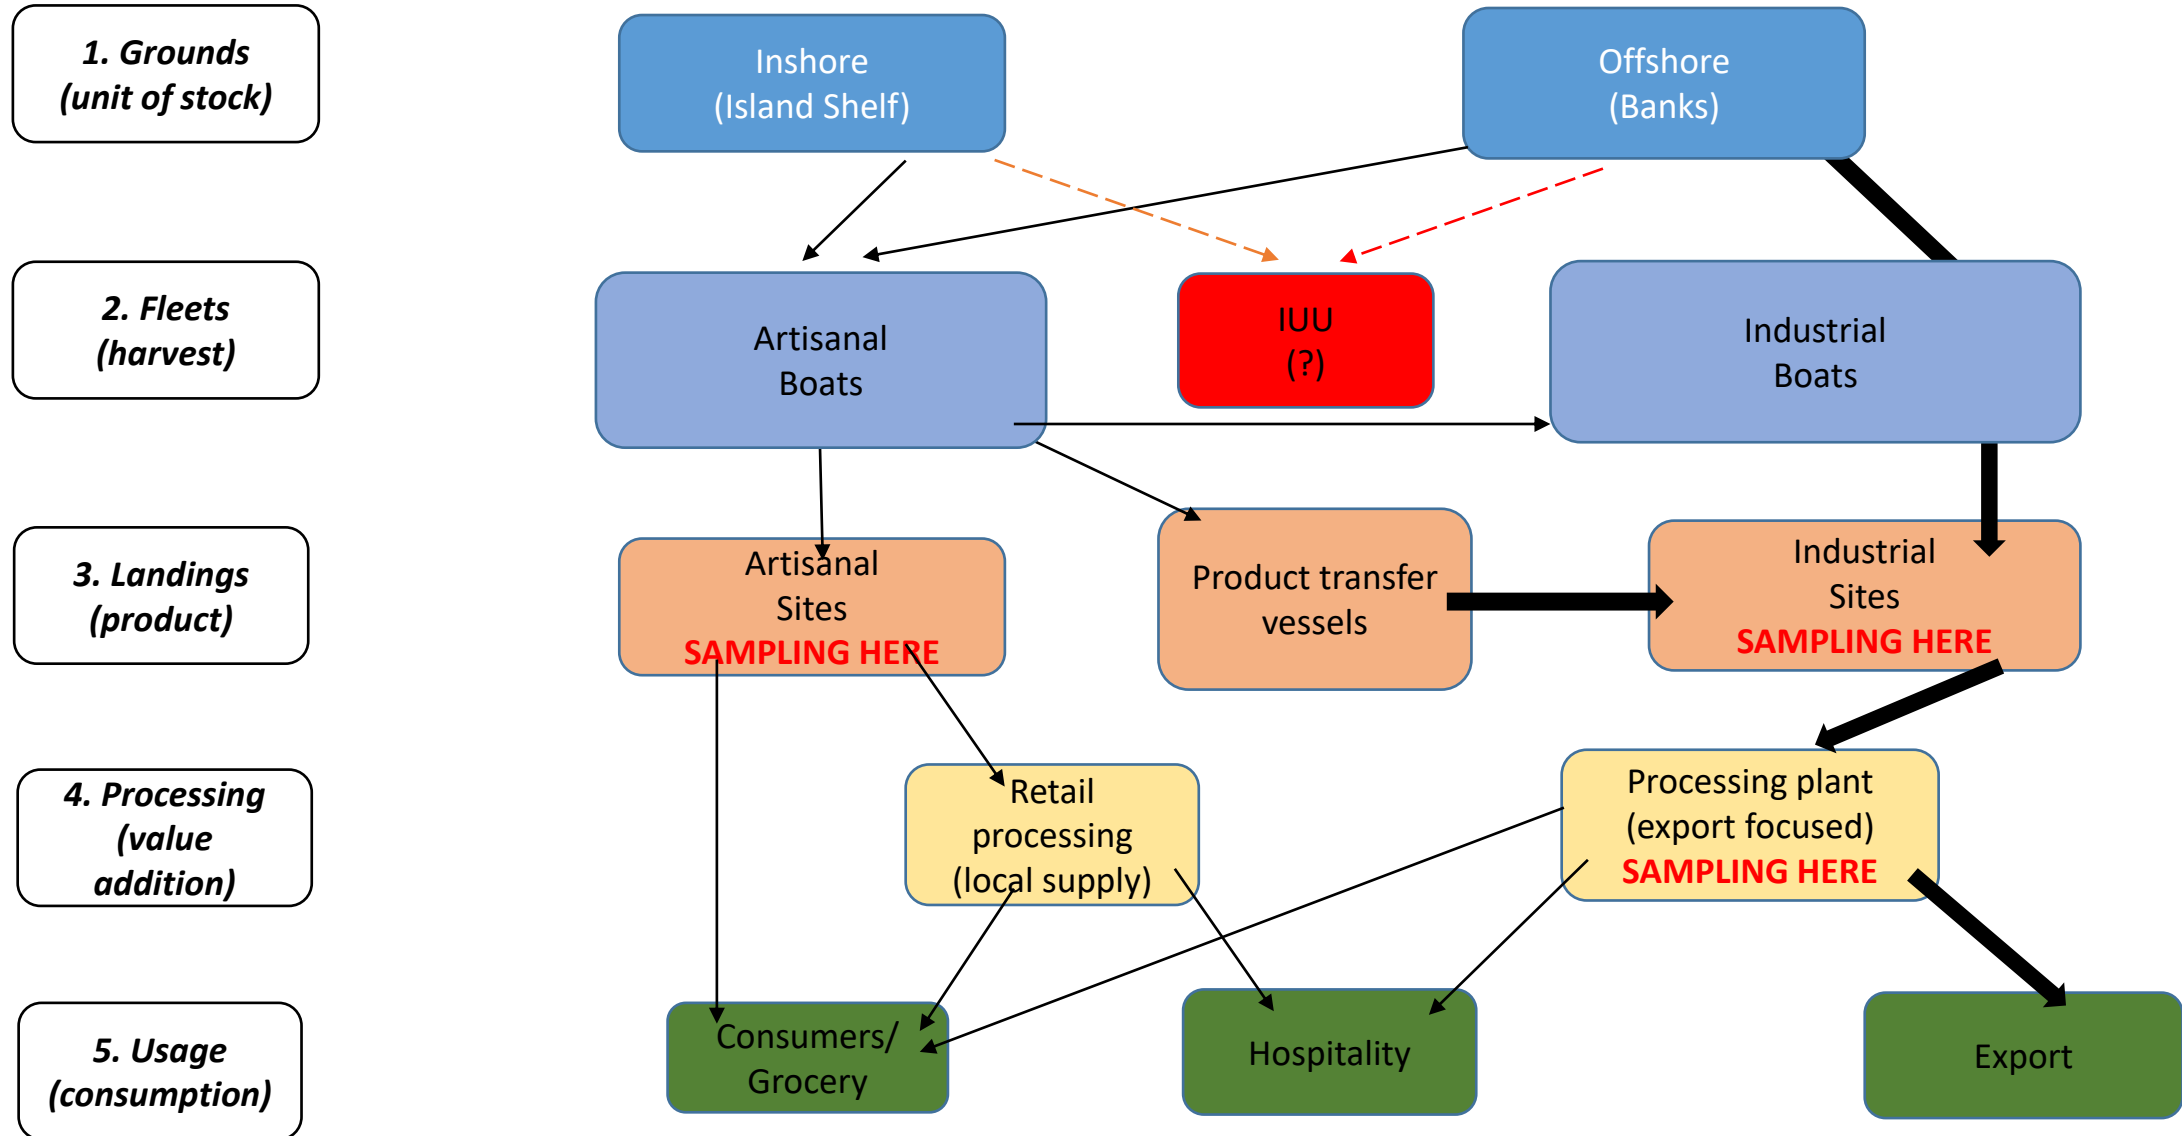 1. Grounds
(unit of stock)
Inshore
(Island Shelf)
Offshore
(Banks)
2. Fleets
(harvest)
Artisanal
Boats
IUU
(?)
Industrial
Boats
3. Landings
(product)
Artisanal
Sites
SAMPLING HERE
Product transfer
vessels
Industrial
Sites
SAMPLING HERE
4. Processing
(value
addition)
Retail
processing
(local supply)
Processing plant
(export focused)
SAMPLING HERE
5. Usage
(consumption)
Consumers/
Grocery
Hospitality
Export